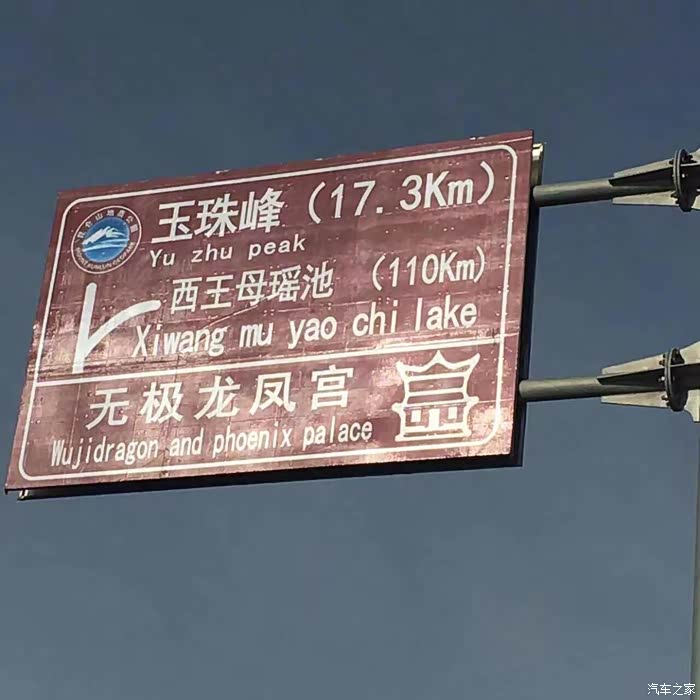 玉珠峰（17.3Km）
Yu zhu peak
西王母瑶池（110Km）
Xiwang mu yao chi lake
无极龙凤宫
Wujidragon and phoenix palace
汽车之家